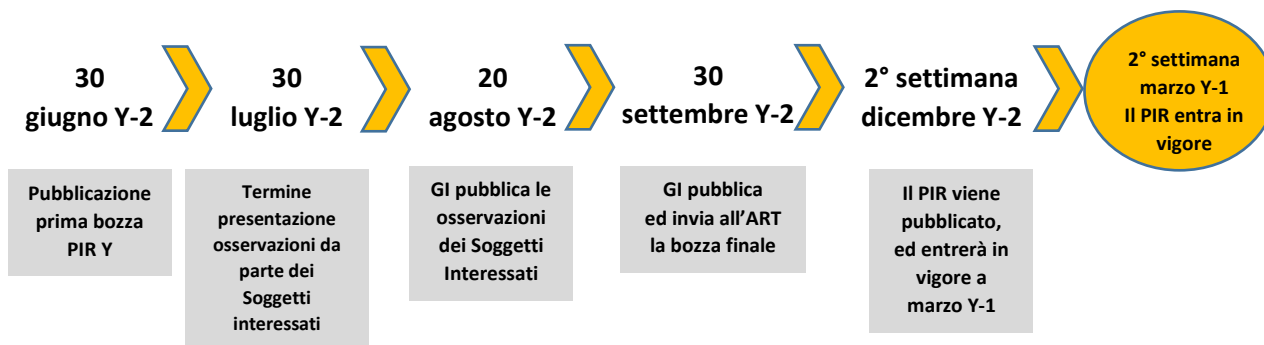 30
giugno Y-2
30
luglio Y-2
20
agosto Y-2
30
settembre Y-2
2° settimana
dicembre Y-2
2° settimana
marzo Y-1
Il PIR entra in
vigore
Pubblicazione
prima bozza
PIR Y
Termine
presentazione
osservazioni da
parte dei
Soggetti
interessati
GI pubblica le
osservazioni
dei Soggetti
Interessati
GI pubblica
ed invia all'ART
la bozza finale
Il PIR viene
pubblicato,
ed entrerà in
vigore a
marzo Y-1